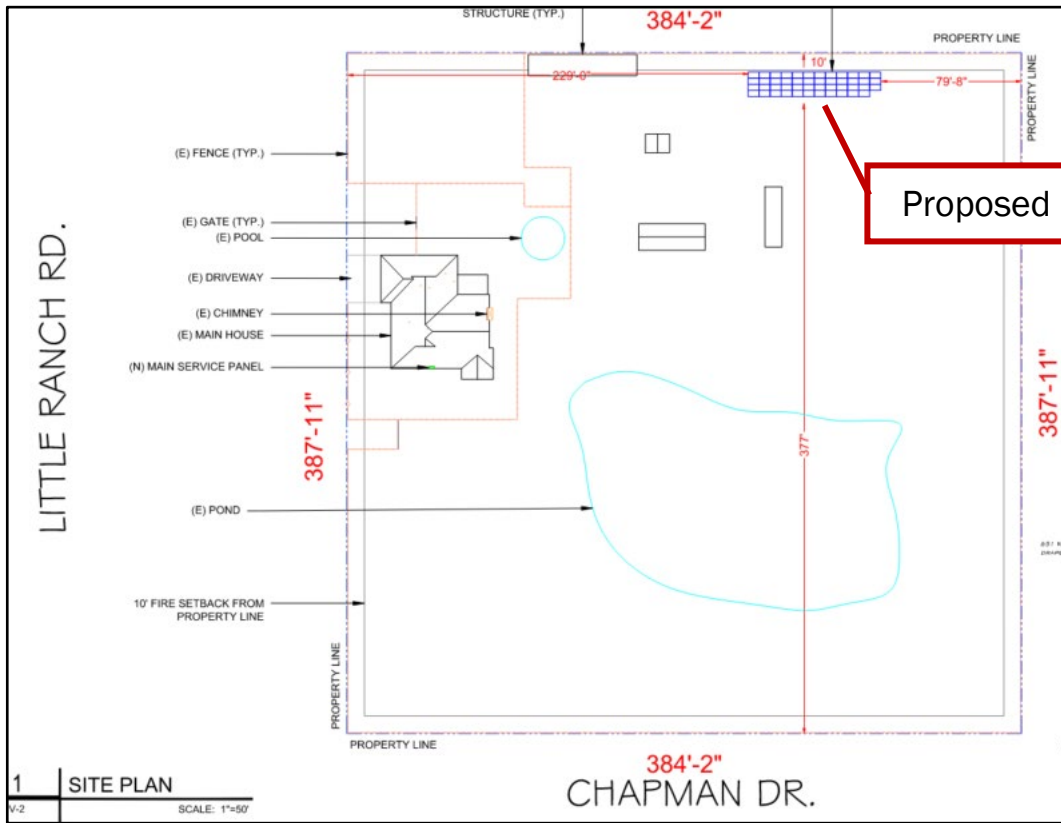 STRUCTURE (TYP.)
384'-2"
PROPERTY LINE
10'
229'-0"
79'-8"
PROPERTY LINE
(E) FENCE (TYP.)
Proposed
(E) GATE (TYP.)
(E) POOL
LITTLE RANCH RD.
(E) DRIVEWAY
(E) CHIMNEY
(E) MAIN HOUSE
(N) MAIN SERVICE PANEL
387'-11"
387'-11"
377'
(E) POND
10' FIRE SETBACK FROM
PROPERTY LINE
PROPERTY LINE
PROPERTY LINE
384'-2"
CHAPMAN DR.
1
SITE PLAN
V-2
SCALE: 1"=50'